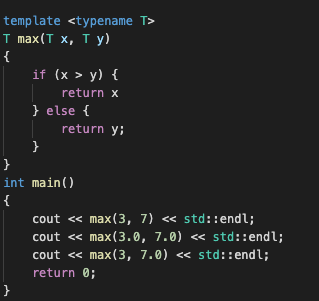 template <typename T>
T max(T x, T y)
{
    if (x > y) {
        return x
    } else {
        return y;
    }
}
int main()
{
    cout << max(3, 7) << std::endl;
    cout << max(3.0, 7.0) << std::endl;
    cout << max(3, 7.0) << std::endl;
    return 0;
}